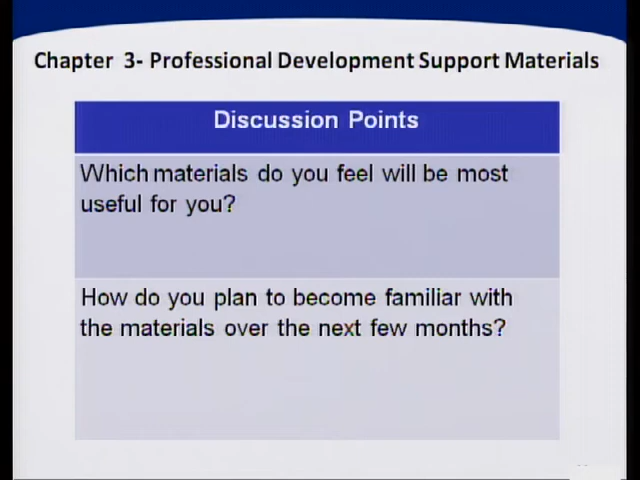 Chapter 3- Professional Development Support Materials
Discussion Points
Which materials do you feel will be most
useful for you?
How do you plan to become familiar with
the materials over the next few months?